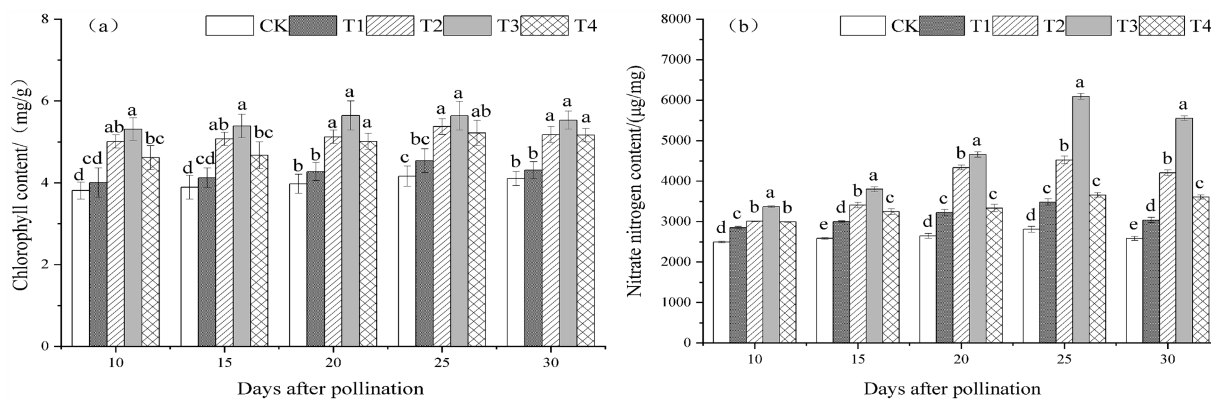 （a） CK T1 T2 T3 T4
Chlorophyll content/（mg/g）
8
6
4
2
0
d cd ab a bc
d cd ab a bc
b b a a a
c bc a a ab
b b a a a
10 15 20 25 30
Days after pollination
（b） CK T1 T2 T3 T4
Nitrate nitrogen content/(μg/mg)
8000
7000
6000
5000
4000
3000
2000
1000
0
d c b a b
e d b a c
d c b a c
d c b a c
e d b a c
10 15 20 25 30
Days after pollination